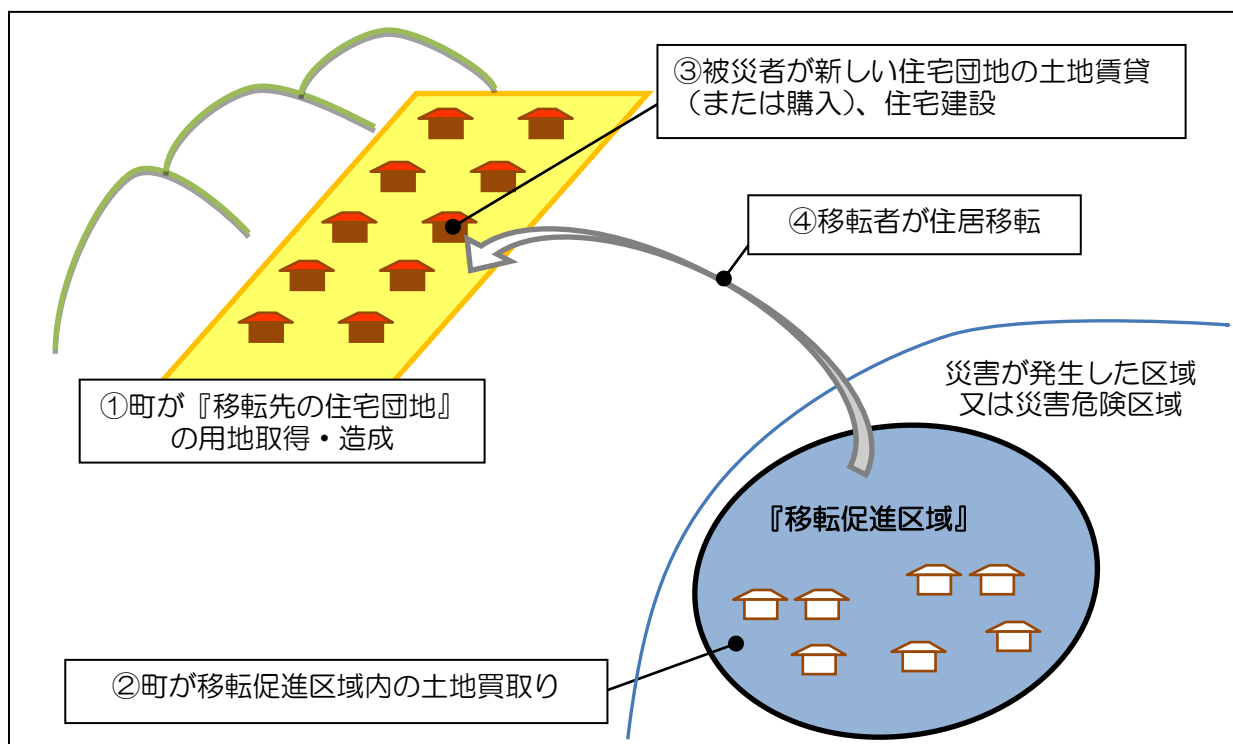 ③被災者が新しい住宅団地の土地賃貸
（または購入）、住宅建設
④移転者が住居移転
災害が発生した区域
又は災害危険区域
①町が『移転先の住宅団地』
の用地取得・造成
『移転促進区域』
②町が移転促進区域内の土地買取り